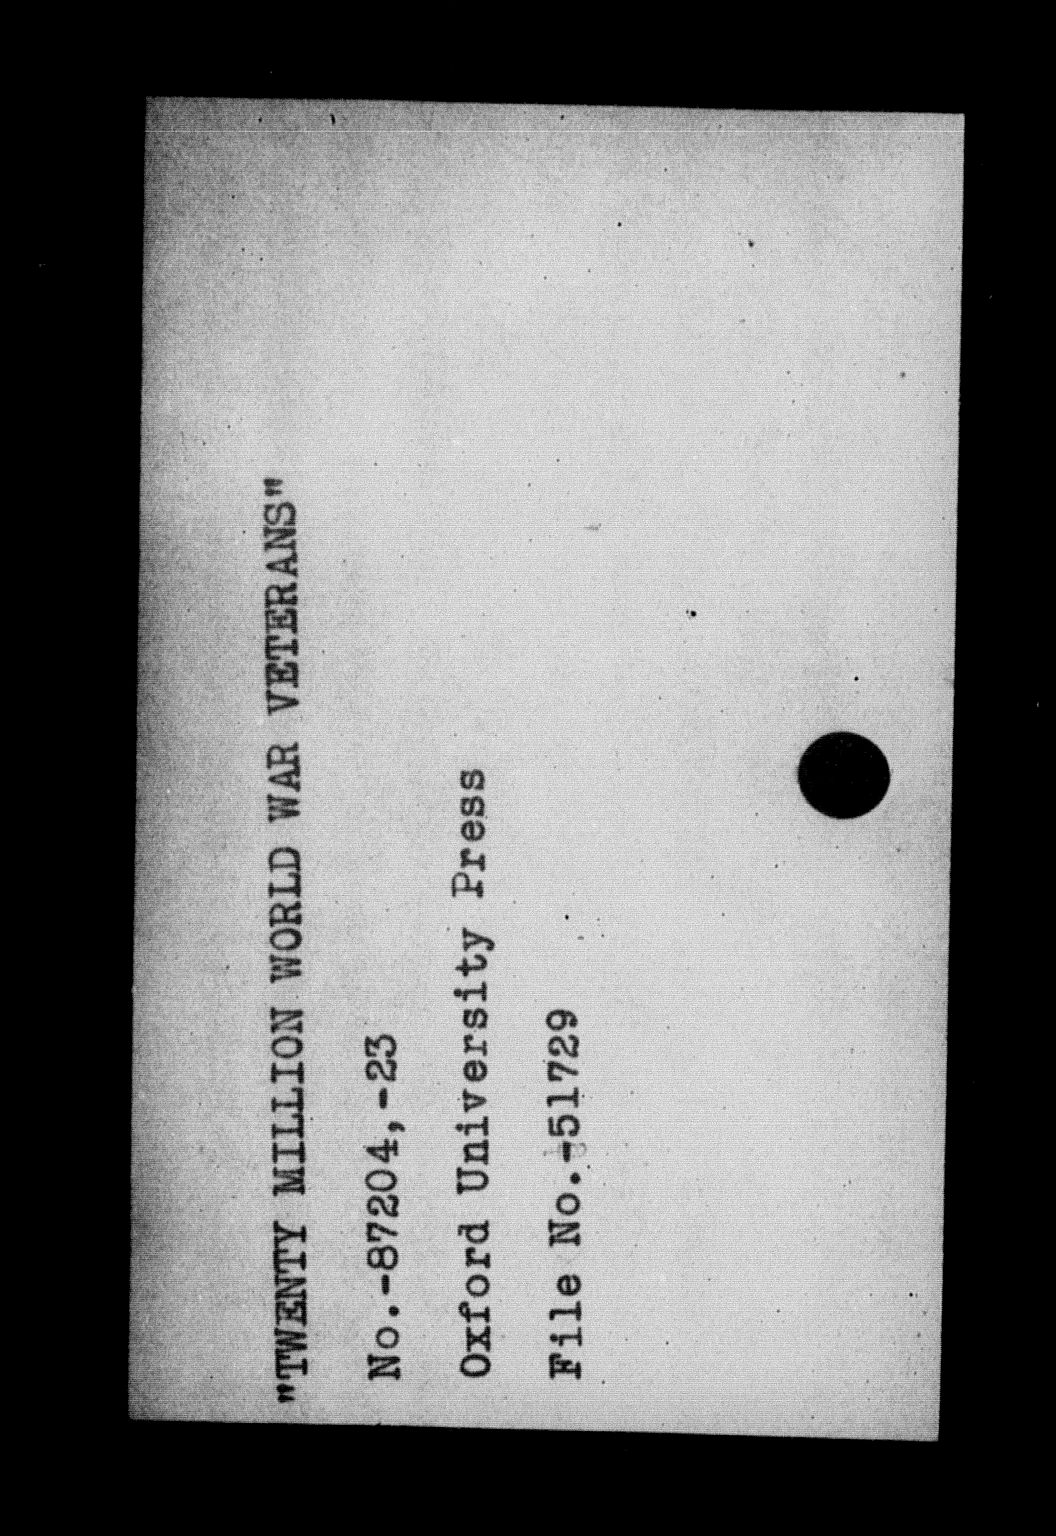 "TWENTY MILLION WORLD WAR VETERANS"
No.-87204,-23
Oxford University Press
File No.-51729